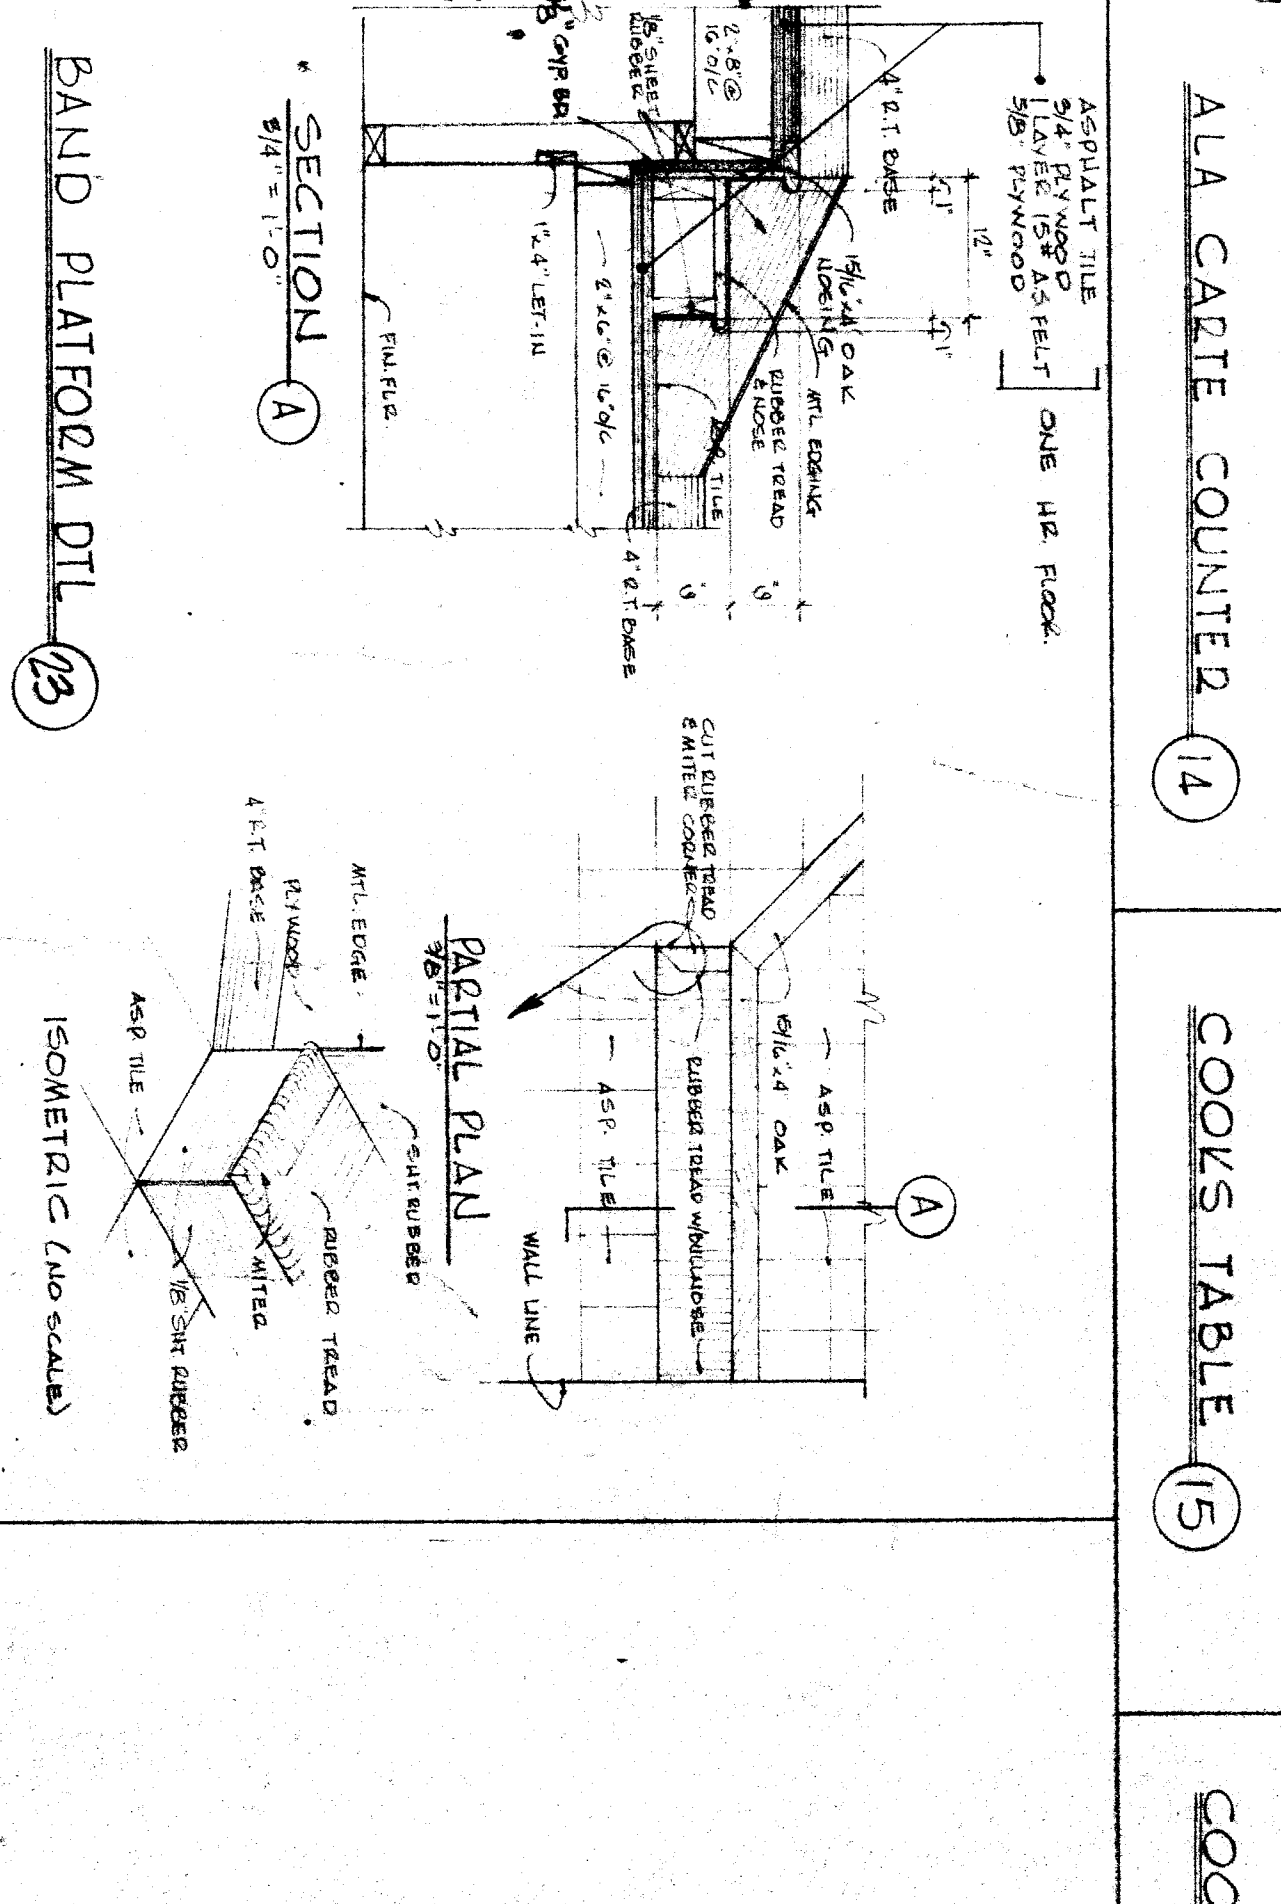 ALA CARTE COUNTER 14
COOKS TABLE 15
COO
ASPHALT TILE
3/4" PLYWOOD
1 LAYER 15# AS. FELT
5/8" PLYWOOD
ONE HR. FLOOR.
12"
1"
1"
4" R.T. BASE
2"x8"@
16"O/C
1/8" SHEET
RUBBER
GYP. BD
15/16"x4" OAK
NOSING
MTL. EDGING
RUBBER TREAD
& NOSE
TILE
6"
6"
4" R.T. BASE
2"x6"@ 16"O/C
1"x4" LET-IN
FIN. FLR.
SECTION A
3/4" = 1'-0"
BAND PLATFORM DTL 23
CUT RUBBER TREAD
& MITER CORNERS
A
ASP. TILE
15/16"x4" OAK
RUBBER TREAD W/BULLNOSE
ASP. TILE
WALL LINE
PARTIAL PLAN
3/8" = 1'-0"
MTL. EDGE
PLYWOOD
4" R.T. BASE
ASP. TILE
SHT RUBBER
RUBBER TREAD
MITER
1/8" SHT RUBBER
ISOMETRIC (NO SCALE)